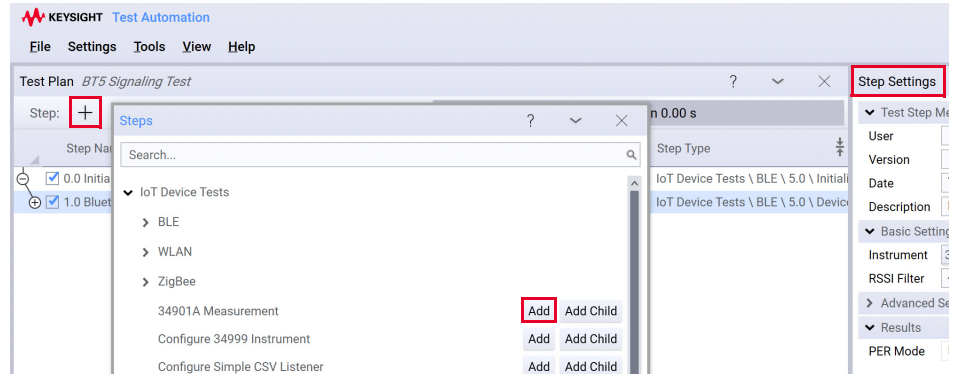 KEYSIGHT Test Automation
File Settings Tools View Help
Test Plan BT5 Signaling Test ?
Step Settings
Step: + n 0.00 s
Steps ?
Test Step Me
Step Nar Step Type
Search...
User
Version
0.0 Initia IoT Device Tests \ BLE \ 5.0 \ Initiali
Date
IoT Device Tests
1.0 Bluet IoT Device Tests \ BLE \ 5.0 \ Device
Description
BLE
Basic Setting
WLAN
Instrument
ZigBee
RSSI Filter
34901A Measurement Add Add Child
Advanced Se
Results
Configure 34999 Instrument Add Add Child
PER Mode
Configure Simple CSV Listener Add Add Child